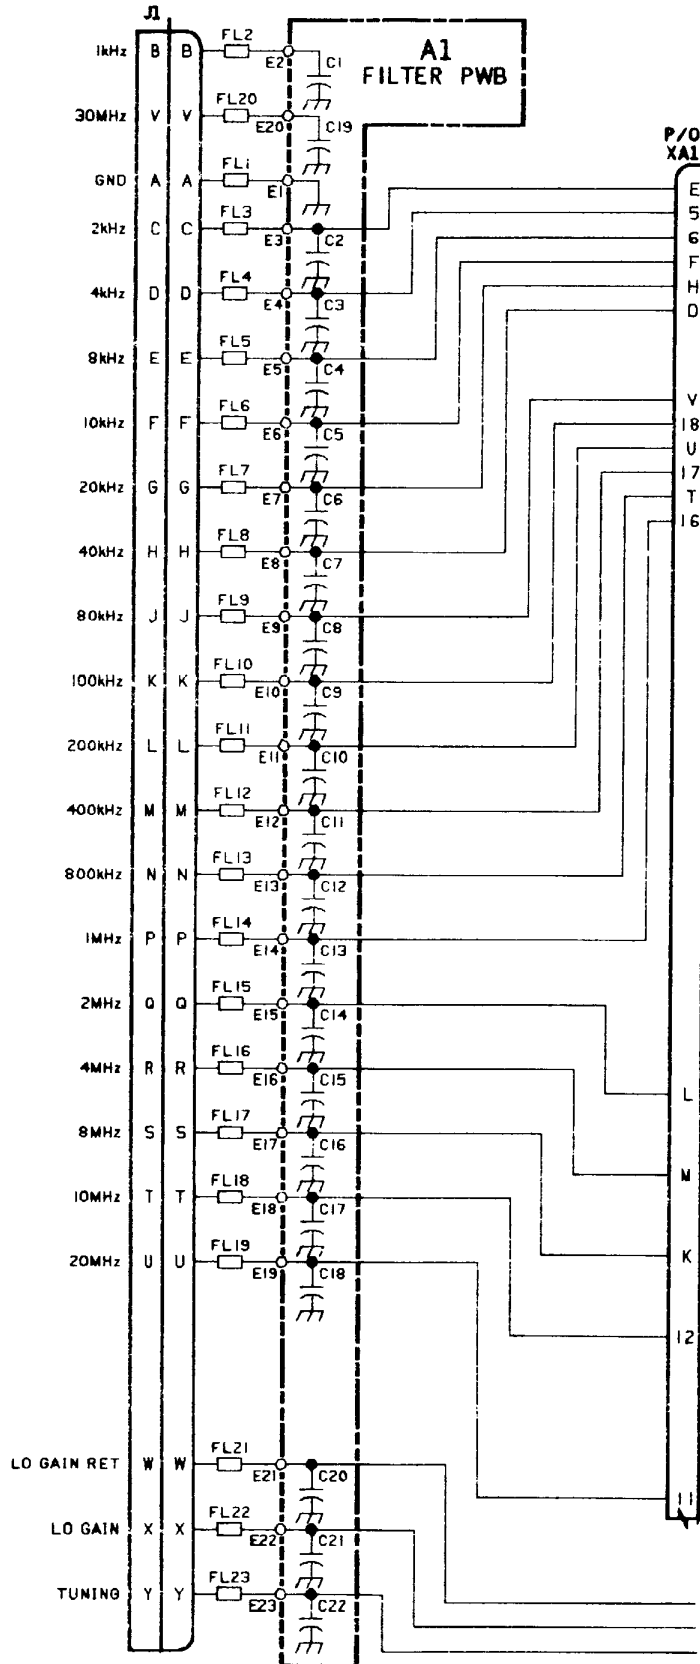 J1
A1
FILTER PWB
1kHz B B FL2 E2 C1
30MHz V V FL20 E20 C19
P/O
XA1
GND A A FL1 E1
E
2kHz C C FL3 E3 C2
5
6
F
4kHz D D FL4 E4 C3
H
D
8kHz E E FL5 E5 C4
V
10kHz F F FL6 E6 C5
18
U
17
20kHz G G FL7 E7 C6
T
16
40kHz H H FL8 E8 C7
80kHz J J FL9 E9 C8
100kHz K K FL10 E10 C9
200kHz L L FL11 E11 C10
400kHz M M FL12 E12 C11
800kHz N N FL13 E13 C12
1MHz P P FL14 E14 C13
2MHz Q Q FL15 E15 C14
4MHz R R FL16 E16 C15
L
8MHz S S FL17 E17 C16
M
10MHz T T FL18 E18 C17
20MHz U U FL19 E19 C18
K
12
LO GAIN RET W W FL21 E21 C20
11
LO GAIN X X FL22 E22 C21
TUNING Y Y FL23 E23 C22